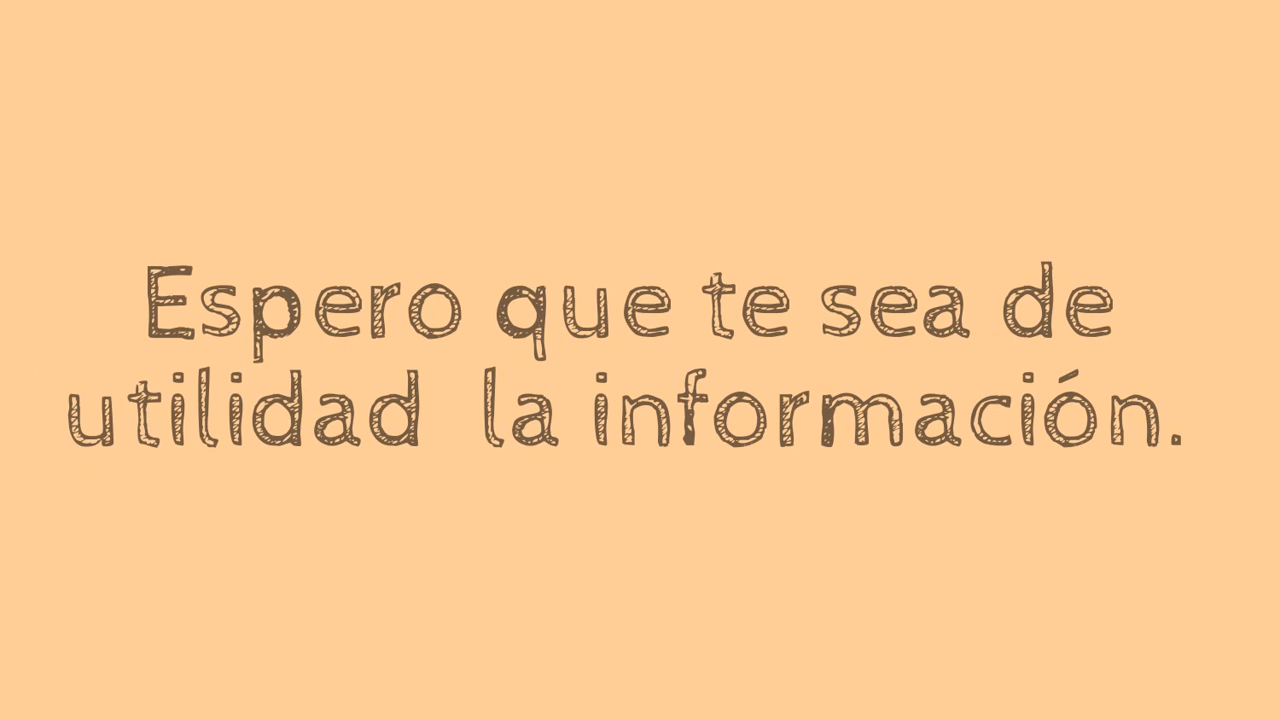 Espero que te sea de
utilidad  la información.